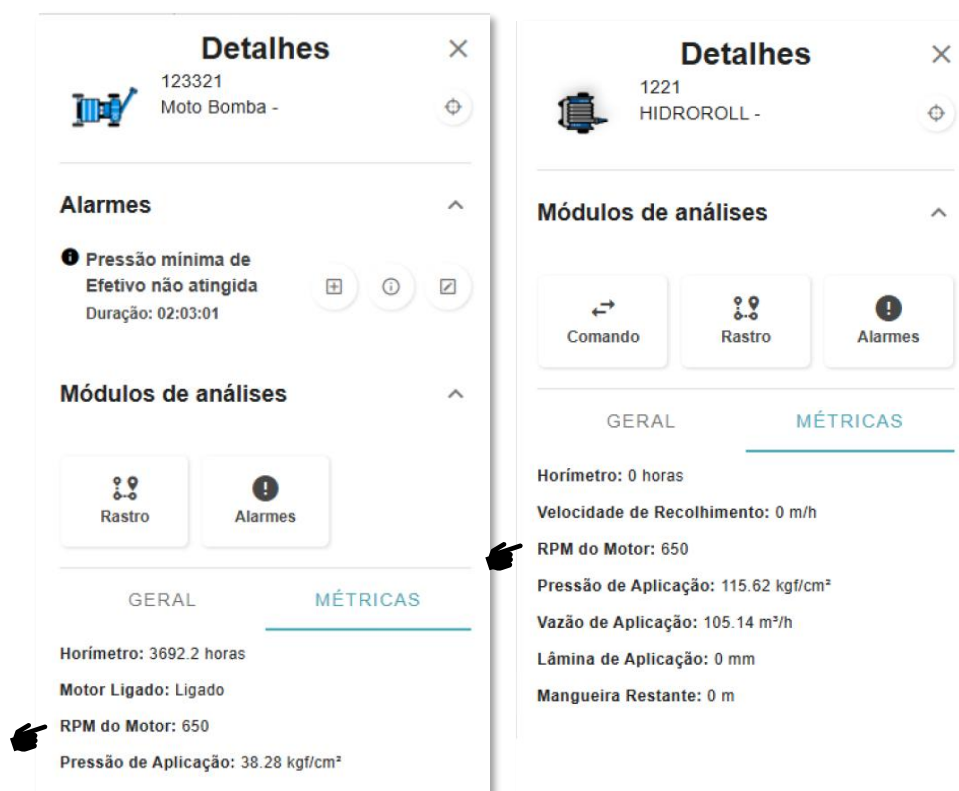 Detalhes
123321
Moto Bomba -
Alarmes
Pressão mínima de
Efetivo não atingida
Duração: 02:03:01
Módulos de análises
Rastro
Alarmes
GERAL
MÉTRICAS
Horímetro: 3692.2 horas
Motor Ligado: Ligado
RPM do Motor: 650
Pressão de Aplicação: 38.28 kgf/cm²
Detalhes
1221
HIDROROLL -
Módulos de análises
Comando
Rastro
Alarmes
GERAL
MÉTRICAS
Horímetro: 0 horas
Velocidade de Recolhimento: 0 m/h
RPM do Motor: 650
Pressão de Aplicação: 115.62 kgf/cm²
Vazão de Aplicação: 105.14 m³/h
Lâmina de Aplicação: 0 mm
Mangueira Restante: 0 m